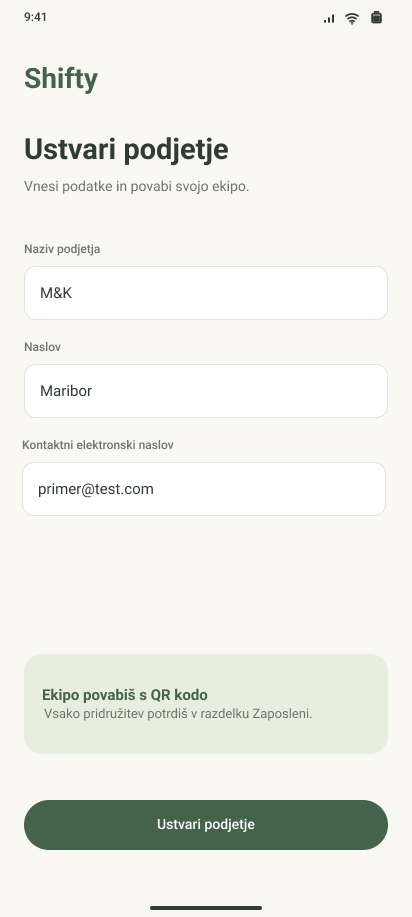 9:41
Shifty
Ustvari podjetje
Vnesi podatke in povabi svojo ekipo.
Naziv podjetja
M&K
Naslov
Maribor
Kontaktni elektronski naslov
primer@test.com
Ekipo povabiš s QR kodo
Vsako pridružitev potrdiš v razdelku Zaposleni.
Ustvari podjetje